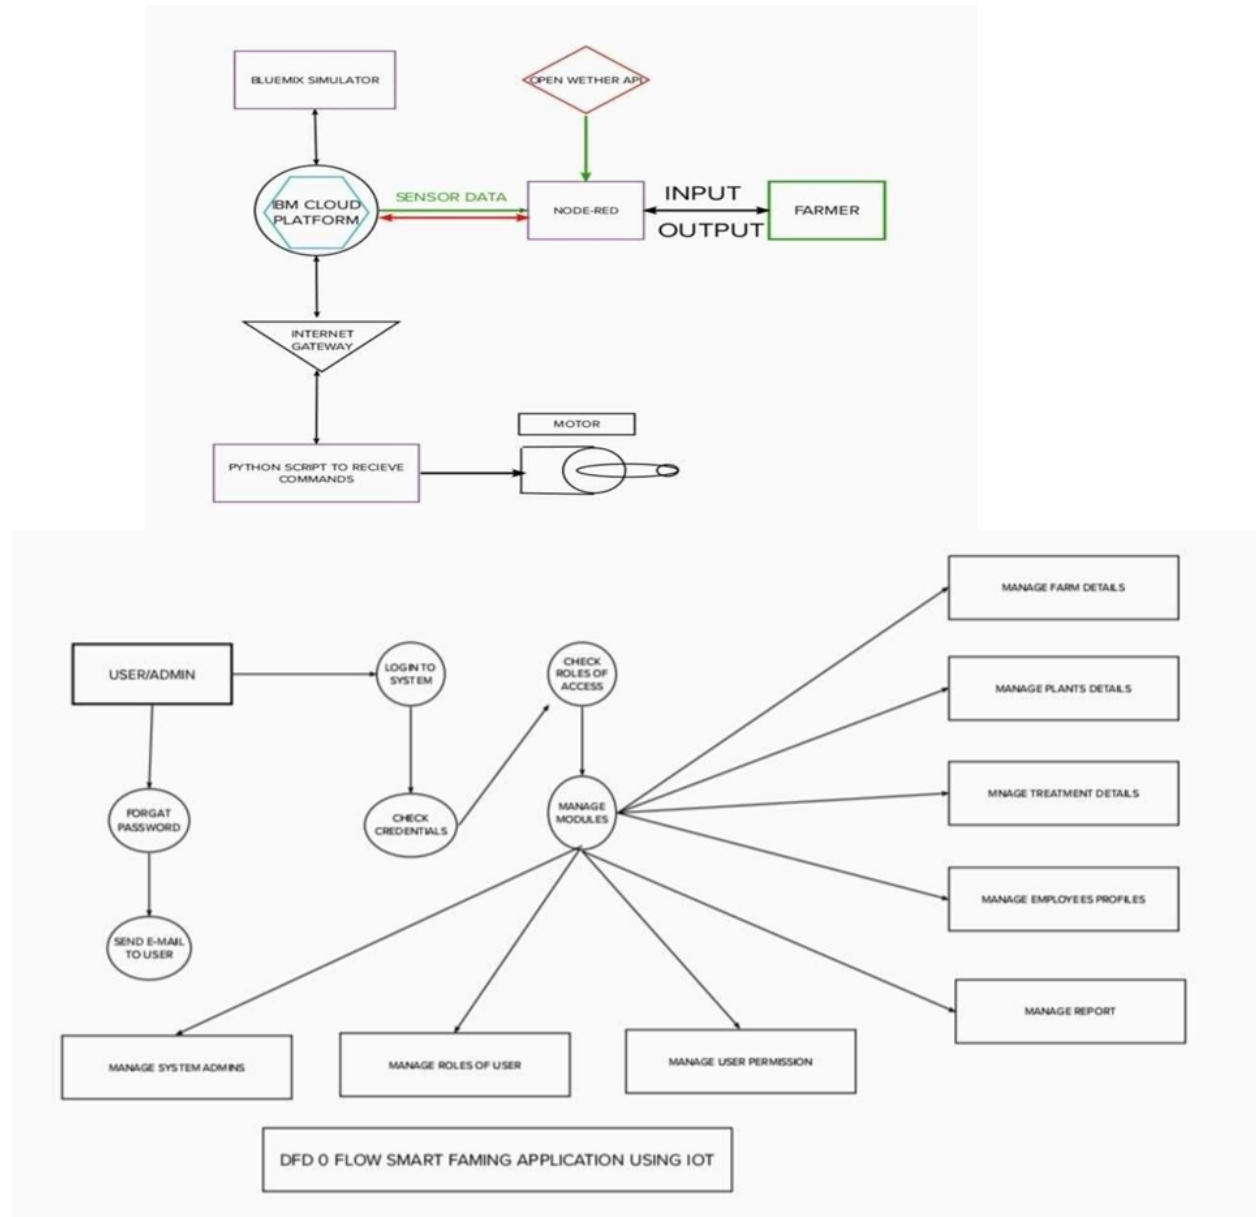 BLUEMIX SIMULATOR
OPEN WETHER API
IBM CLOUD
PLATFORM
SENSOR DATA
NODE-RED
INPUT
OUTPUT
FARMER
INTERNET
GATEWAY
MOTOR
PYTHON SCRIPT TO RECIEVE
COMMANDS
USER/ADMIN
LOGIN TO
SYSTEM
CHECK
ROLES OF
ACCESS
MANAGE FARM DETAILS
MANAGE PLANTS DETAILS
MNAGE TREATMENT DETAILS
FORGAT
PASSWORD
CHECK
CREDENTIALS
MANAGE
MODULES
MANAGE EMPLOYEES PROFILES
SEND E-MAIL
TO USER
MANAGE REPORT
MANAGE SYSTEM ADMINS
MANAGE ROLES OF USER
MANAGE USER PERMISSION
DFD 0 FLOW SMART FAMING APPLICATION USING IOT